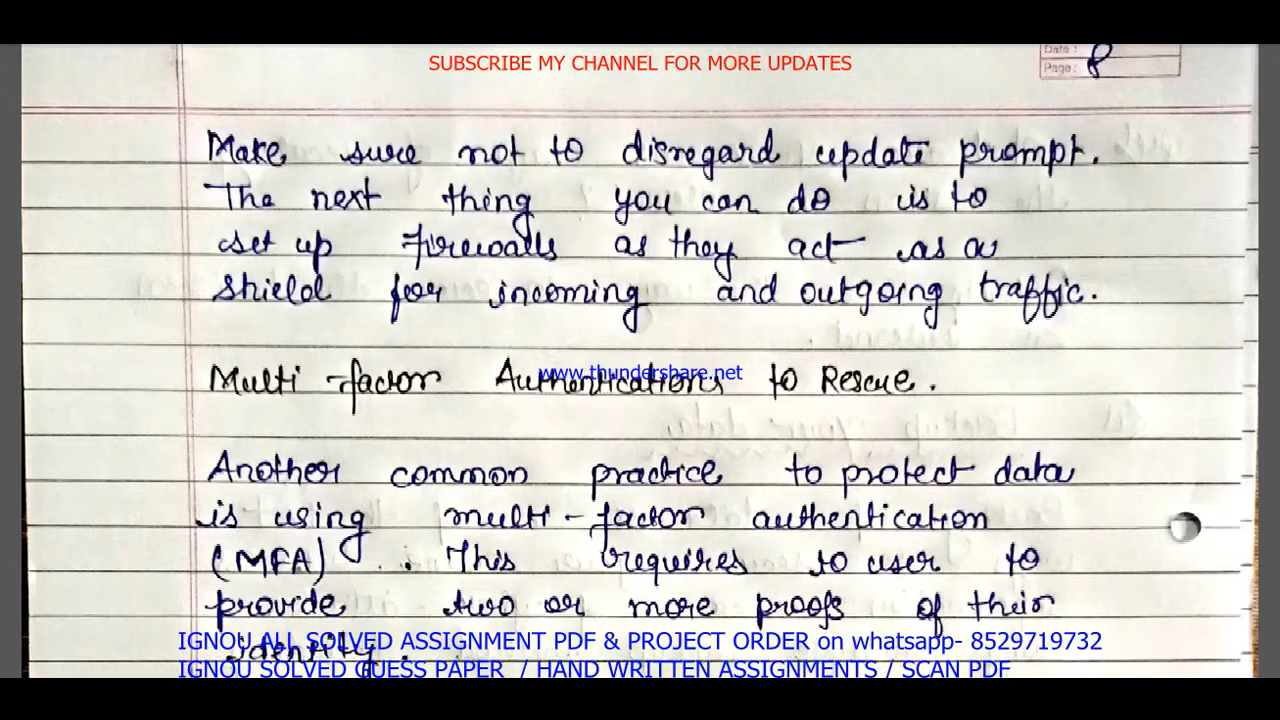 SUBSCRIBE MY CHANNEL FOR MORE UPDATES
Date :
Page : 8
Make sure not to disregard update prompt.
The next thing you can do is to
set up firewalls as they act as a
shield for incoming and outgoing traffic.
www.thundershare.net
Multi-factor Authentications to Rescue.
Another common practice to protect data
is using multi-factor authentication
(MFA). This requires to user to
provide two or more proofs of their
identity.
IGNOU ALL SOLVED ASSIGNMENT PDF & PROJECT ORDER on whatsapp- 8529719732
IGNOU SOLVED GUESS PAPER / HAND WRITTEN ASSIGNMENTS / SCAN PDF